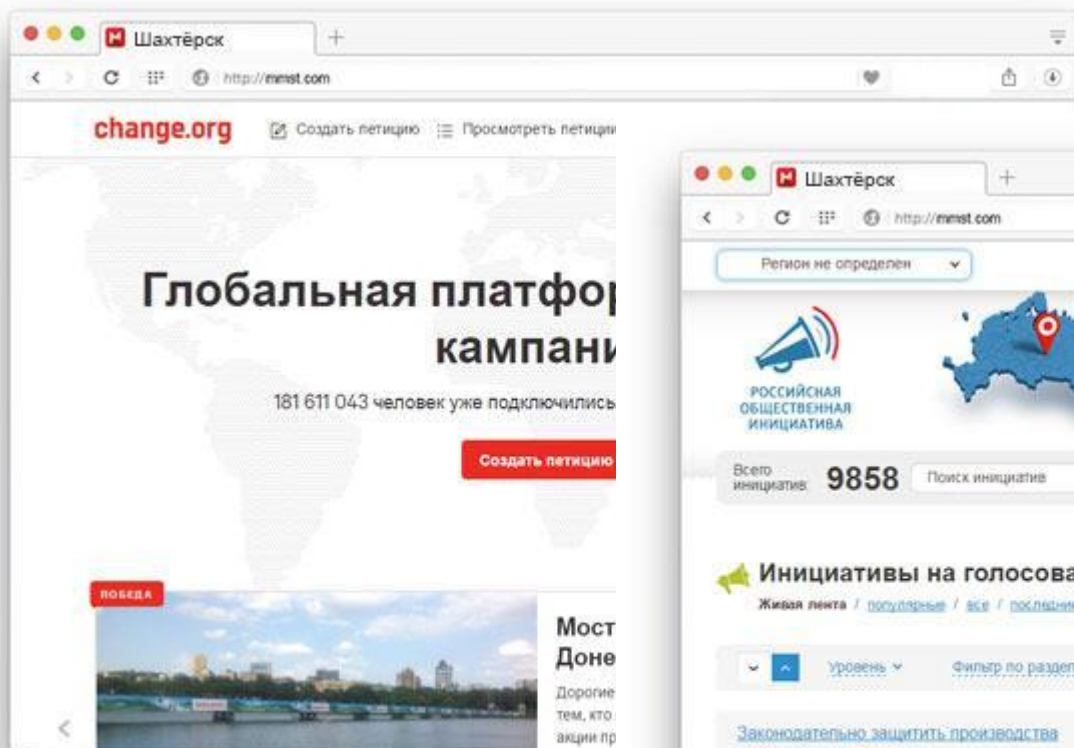 Шахтёрск
http://mmst.com
change.org
Создать петицию
Просмотреть петиции
Глобальная платфор
кампани
181 611 043 человек уже подключились
Создать петицию
ПОБЕДА
Мост
Доне
Дорогие
тем, кто
акции пр
Шахтёрск
http://mmst.com
Регион не определен
РОССИЙСКАЯ
ОБЩЕСТВЕННАЯ
ИНИЦИАТИВА
Всего
инициатив:
9858
Поиск инициатив
Инициативы на голосова
Живая лента / популярные / все / последние
Уровень
Фильтр по раздел
Законодательно защитить производства